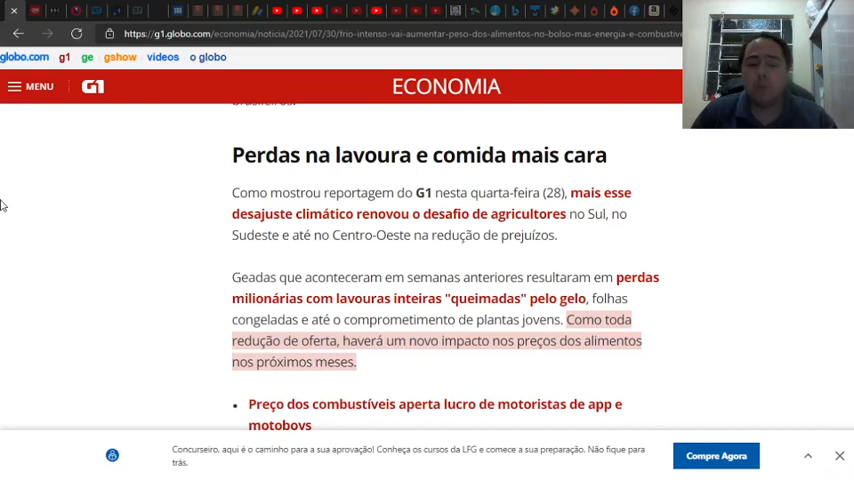 https://g1.globo.com/economia/noticia/2021/07/30/frio-intenso-vai-aumentar-peso-dos-alimentos-no-bolso-mas-energia-e-combustive
globo.com g1 ge gshow videos o globo
MENU G1 ECONOMIA
brasileiros.
Perdas na lavoura e comida mais cara
Como mostrou reportagem do G1 nesta quarta-feira (28), mais esse
desajuste climático renovou o desafio de agricultores no Sul, no
Sudeste e até no Centro-Oeste na redução de prejuízos.
Geadas que aconteceram em semanas anteriores resultaram em perdas
milionárias com lavouras inteiras "queimadas" pelo gelo, folhas
congeladas e até o comprometimento de plantas jovens. Como toda
redução de oferta, haverá um novo impacto nos preços dos alimentos
nos próximos meses.
• Preço dos combustíveis aperta lucro de motoristas de app e
motoboys
Concurseiro, aqui é o caminho para a sua aprovação! Conheça os cursos da LFG e comece a sua preparação. Não fique para
trás.
Compre Agora